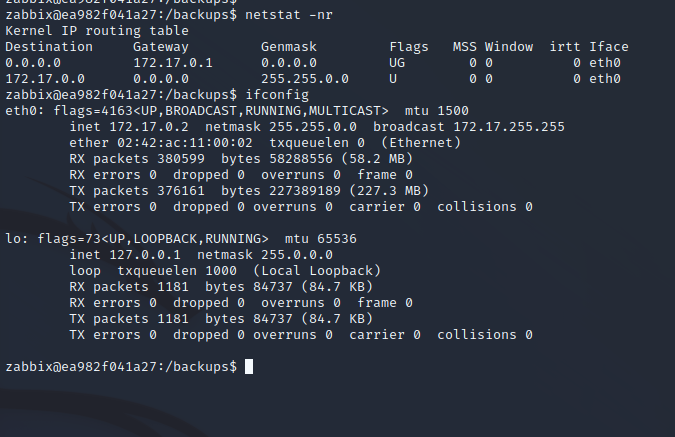 zabbix@ea982f041a27:/backups$ netstat -nr
Kernel IP routing table
Destination     Gateway         Genmask         Flags   MSS Window  irtt Iface
0.0.0.0         172.17.0.1      0.0.0.0         UG        0 0          0 eth0
172.17.0.0      0.0.0.0         255.255.0.0     U         0 0          0 eth0
zabbix@ea982f041a27:/backups$ ifconfig
eth0: flags=4163<UP,BROADCAST,RUNNING,MULTICAST>  mtu 1500
        inet 172.17.0.2  netmask 255.255.0.0  broadcast 172.17.255.255
        ether 02:42:ac:11:00:02  txqueuelen 0  (Ethernet)
        RX packets 380599  bytes 58288556 (58.2 MB)
        RX errors 0  dropped 0  overruns 0  frame 0
        TX packets 376161  bytes 227389189 (227.3 MB)
        TX errors 0  dropped 0 overruns 0  carrier 0  collisions 0

lo: flags=73<UP,LOOPBACK,RUNNING>  mtu 65536
        inet 127.0.0.1  netmask 255.0.0.0
        loop  txqueuelen 1000  (Local Loopback)
        RX packets 1181  bytes 84737 (84.7 KB)
        RX errors 0  dropped 0  overruns 0  frame 0
        TX packets 1181  bytes 84737 (84.7 KB)
        TX errors 0  dropped 0 overruns 0  carrier 0  collisions 0

zabbix@ea982f041a27:/backups$